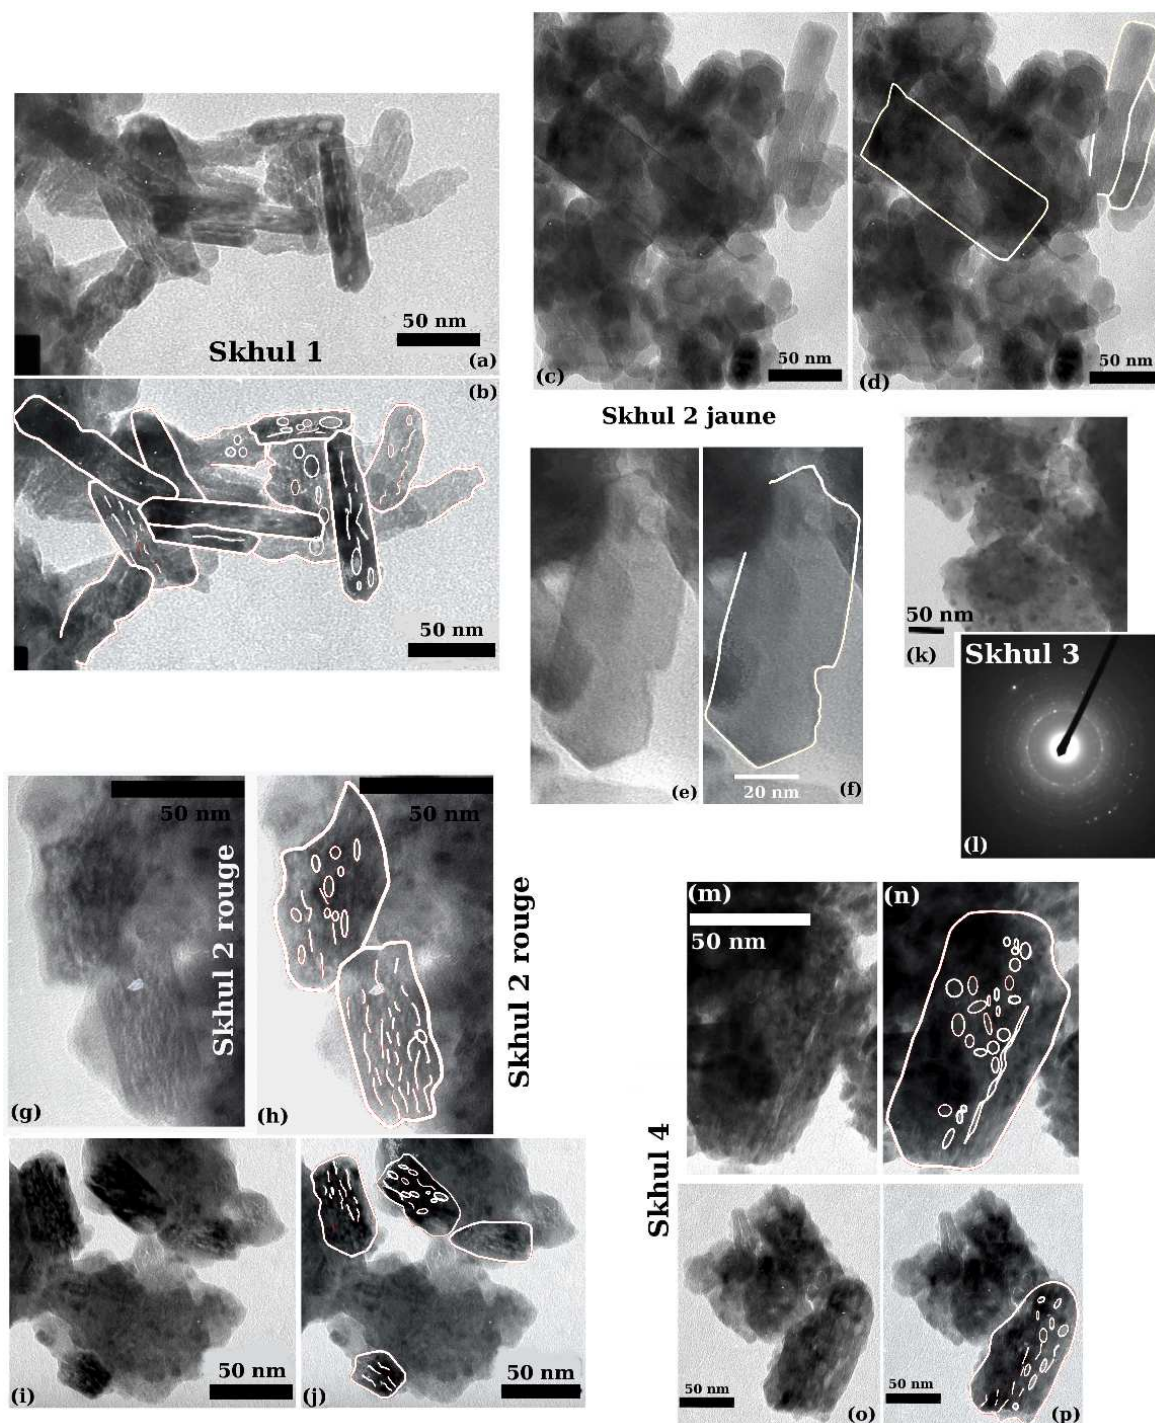 50 nm
Skhul 1
(a)
(b)
50 nm
50 nm
(c)
50 nm
(d)
Skhul 2 jaune
(e)
20 nm
(f)
50 nm
(k)
Skhul 3
(l)
50 nm
Skhul 2 rouge
(g)
50 nm
Skhul 2 rouge
(h)
50 nm
(i)
50 nm
(j)
(m)
50 nm
(n)
Skhul 4
50 nm
(o)
50 nm
(p)